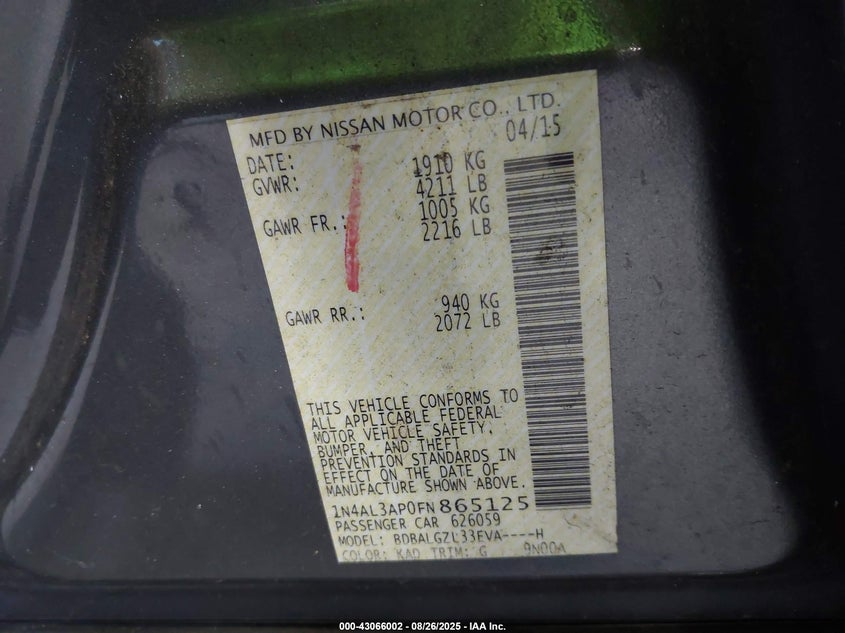 MFD BY NISSAN MOTOR CO., LTD.
DATE: 04/15
GVWR: 1910 KG
4211 LB
GAWR FR.: 1005 KG
2216 LB
GAWR RR.: 940 KG
2072 LB
THIS VEHICLE CONFORMS TO
ALL APPLICABLE FEDERAL
MOTOR VEHICLE SAFETY,
BUMPER, AND THEFT
PREVENTION STANDARDS IN
EFFECT ON THE DATE OF
MANUFACTURE SHOWN ABOVE.
1N4AL3AP0FN865125
PASSENGER CAR 626059
MODEL: BDBALGZL33EVA----H
COLOR: KAD TRIM: G 9N00A
000-43066002 - 08/26/2025 - IAA Inc.